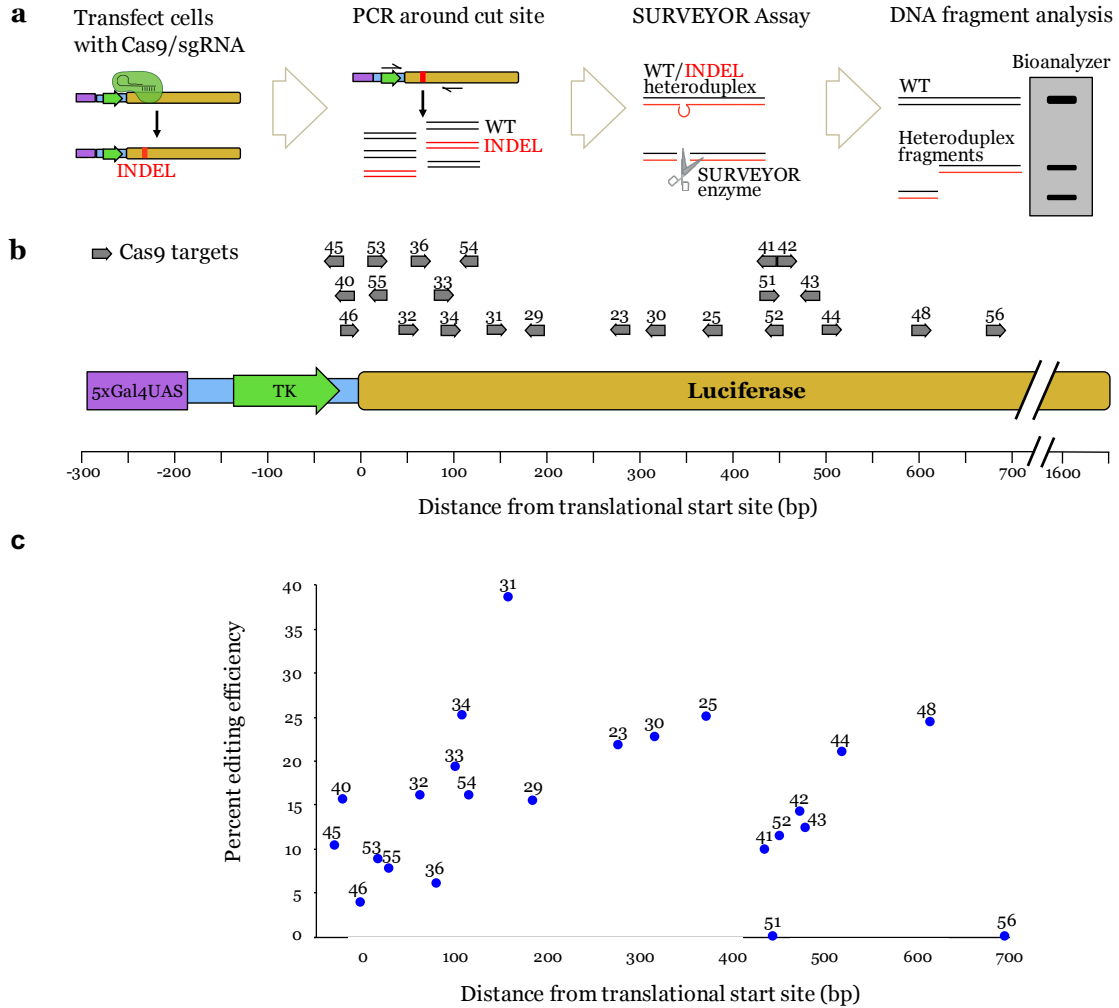 a
Transfect cells
with Cas9/sgRNA
PCR around cut site
SURVEYOR Assay
DNA fragment analysis
INDEL
WT
INDEL
WT/INDEL
heteroduplex
SURVEYOR
enzyme
WT
Heteroduplex
fragments
Bioanalyzer
b
Cas9 targets
45 53 36 54 41 42
40 55 33 51 43
46 32 34 31 29 23 30 25 52 44 48 56
5xGal4UAS TK Luciferase
-300 -200 -100 0 100 200 300 400 500 600 700 1600
Distance from translational start site (bp)
c
Percent editing efficiency
40
35
30
25
20
15
10
5
0
31
34
25
48
30
23
44
33
32
54
40
29
42
43
52
45
41
53
55
36
46
51
56
0 100 200 300 400 500 600 700
Distance from translational start site (bp)